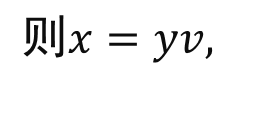 则x = yv,